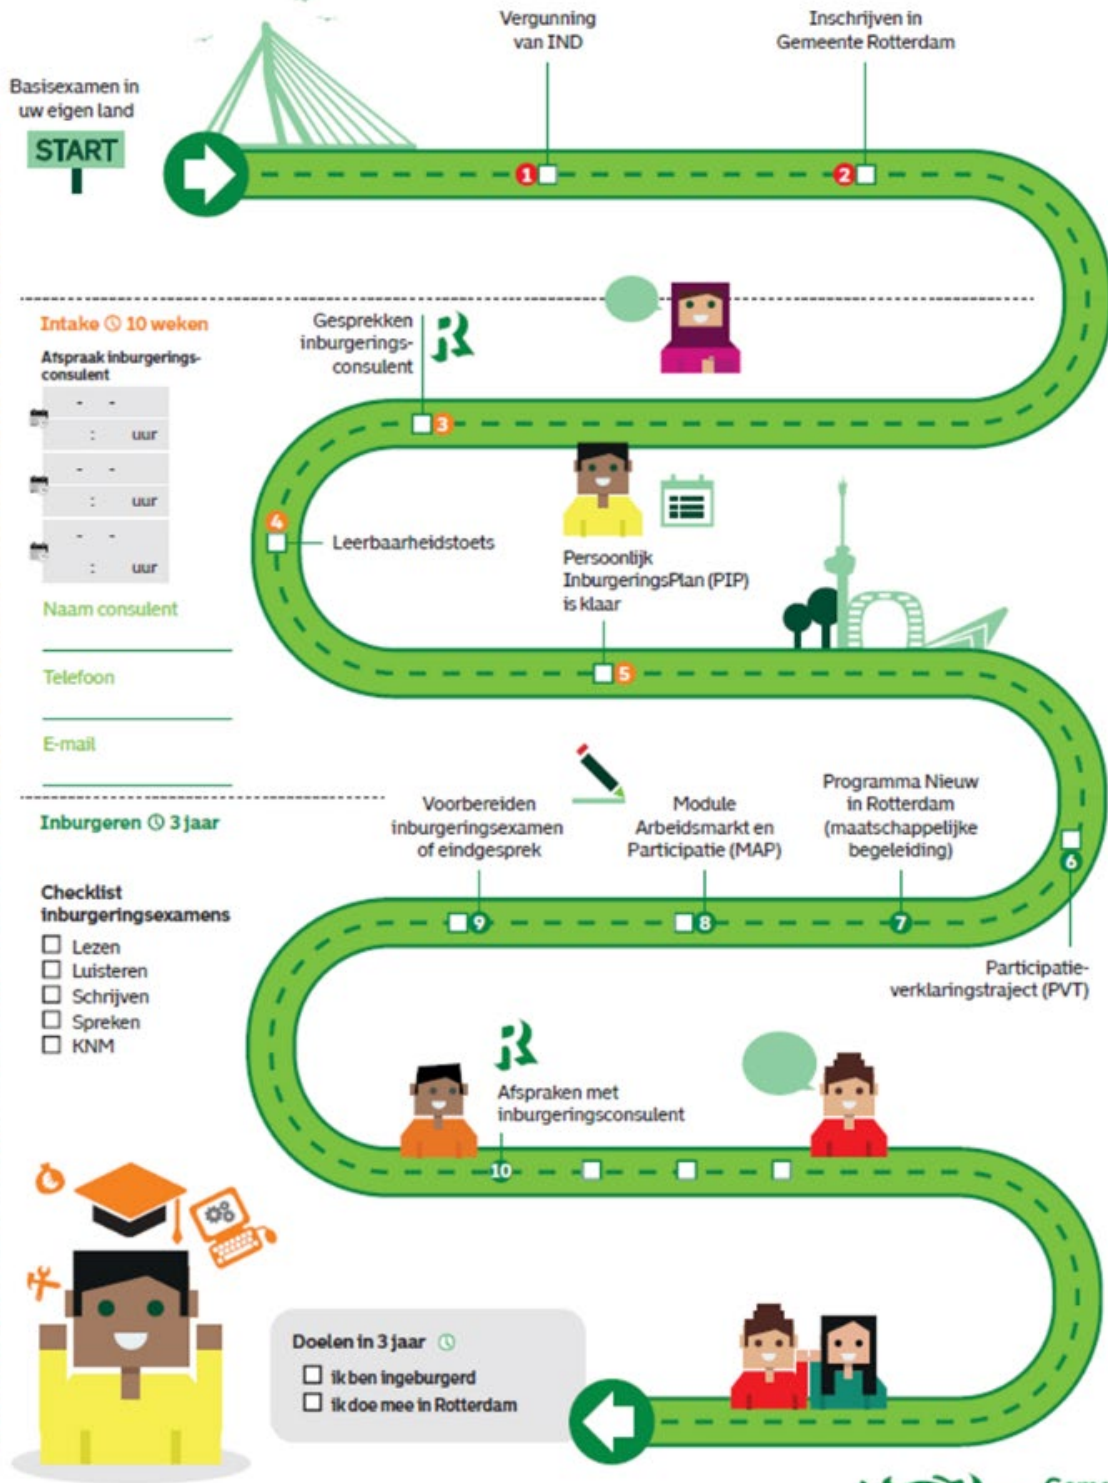 Basisexamen in
uw eigen land
START
Vergunning
van IND
Inschrijven in
Gemeente Rotterdam
1
2
Intake 10 weken
Afspraak inburgerings-
consulent
- -
: uur
- -
: uur
- -
: uur
Naam consulent
Telefoon
E-mail
Gesprekken
inburgerings-
consulent
3
4
Leerbaarheidstoets
Persoonlijk
InburgeringsPlan (PIP)
is klaar
5
Inburgeren 3 jaar
Checklist
inburgeringsexamens
Lezen
Luisteren
Schrijven
Spreken
KNM
Programma Nieuw
in Rotterdam
(maatschappelijke
begeleiding)
Module
Arbeidsmarkt en
Participatie (MAP)
Voorbereiden
inburgeringsexamen
of eindgesprek
6
Participatie-
verklaringstraject (PVT)
7
8
9
Afspraken met
inburgeringsconsulent
10
Doelen in 3 jaar
ik ben ingeburgerd
ik doe mee in Rotterdam